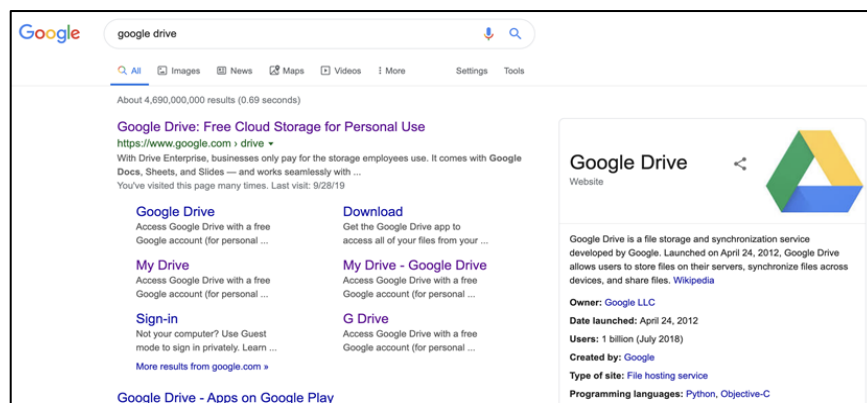 Google
google drive
All Images News Maps Videos More Settings Tools
About 4,690,000,000 results (0.69 seconds)
Google Drive: Free Cloud Storage for Personal Use
https://www.google.com › drive
With Drive Enterprise, businesses only pay for the storage employees use. It comes with Google
Docs, Sheets, and Slides — and works seamlessly with ...
You've visited this page many times. Last visit: 9/28/19
Google Drive
Access Google Drive with a free
Google account (for personal ...
Download
Get the Google Drive app to
access all of your files from your ...
My Drive
Access Google Drive with a free
Google account (for personal ...
My Drive - Google Drive
Access Google Drive with a free
Google account (for personal ...
Sign-in
Not your computer? Use Guest
mode to sign in privately. Learn ...
G Drive
Access Google Drive with a free
Google account (for personal ...
More results from google.com »
Google Drive - Apps on Google Play
Google Drive
Website
Google Drive is a file storage and synchronization service
developed by Google. Launched on April 24, 2012, Google Drive
allows users to store files on their servers, synchronize files across
devices, and share files. Wikipedia
Owner: Google LLC
Date launched: April 24, 2012
Users: 1 billion (July 2018)
Created by: Google
Type of site: File hosting service
Programming languages: Python, Objective-C